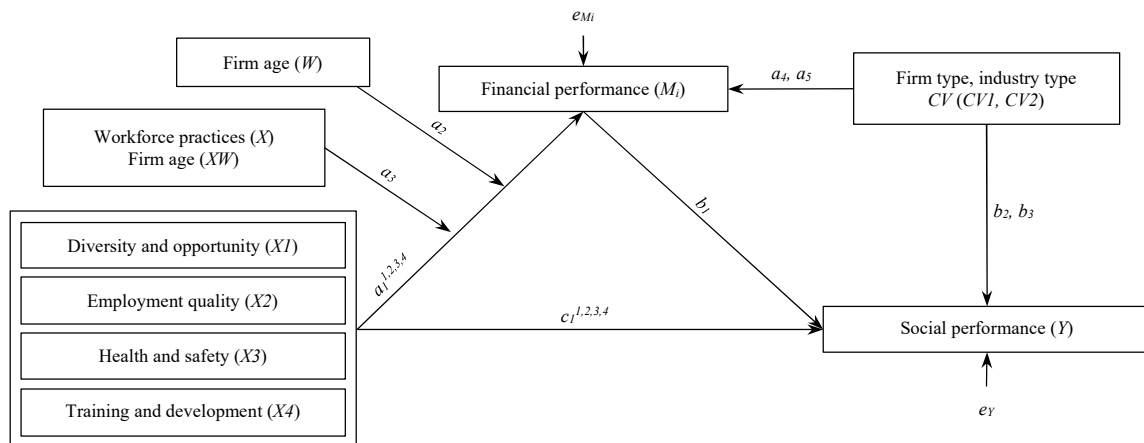 e_Mi
Firm age (W)
Financial performance (M_i)
a_4, a_5
Firm type, industry type
CV (CV1, CV2)
a_2
Workforce practices (X)
Firm age (XW)
a_3
b_1
b_2, b_3
Diversity and opportunity (X1)
a_1^1,2,3,4
Employment quality (X2)
c_1^1,2,3,4
Social performance (Y)
Health and safety (X3)
Training and development (X4)
e_Y